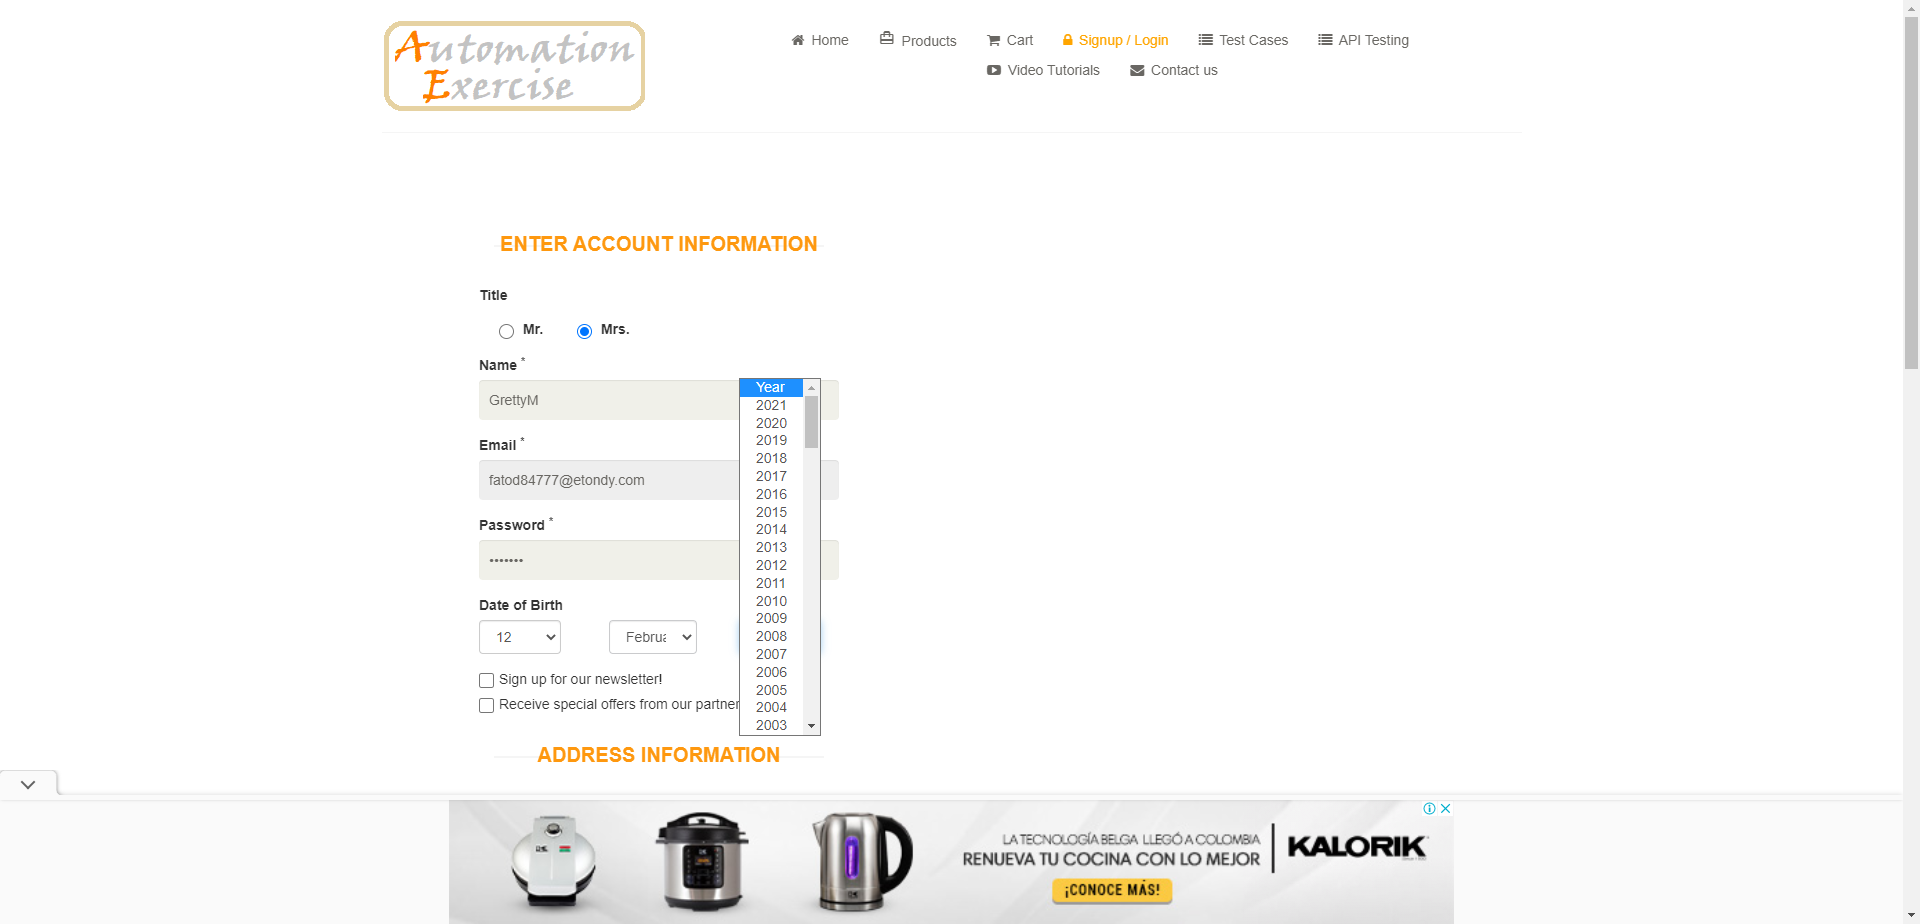 Automation
Exercise
Home
Products
Cart
Signup / Login
Test Cases
API Testing
Video Tutorials
Contact us
ENTER ACCOUNT INFORMATION
Title
Mr.
Mrs.
Name *
GrettyM
Email *
fatod84777@etondy.com
Password *
•••••••
Date of Birth
12
Februa
Year
2021
2020
2019
2018
2017
2016
2015
2014
2013
2012
2011
2010
2009
2008
2007
2006
2005
2004
2003
Sign up for our newsletter!
Receive special offers from our partner
ADDRESS INFORMATION
LA TECNOLOGÍA BELGA LLEGÓ A COLOMBIA
RENUEVA TU COCINA CON LO MEJOR
KALORIK
¡CONOCE MÁS!